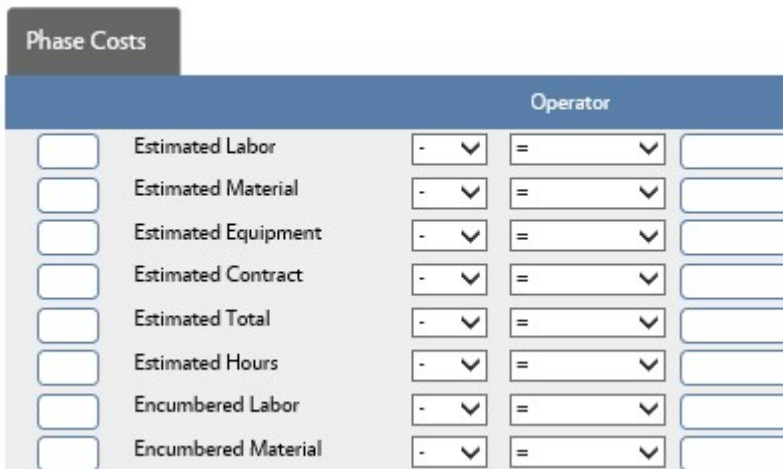 Phase Costs
Operator
Estimated Labor - =
Estimated Material - =
Estimated Equipment - =
Estimated Contract - =
Estimated Total - =
Estimated Hours - =
Encumbered Labor - =
Encumbered Material - =